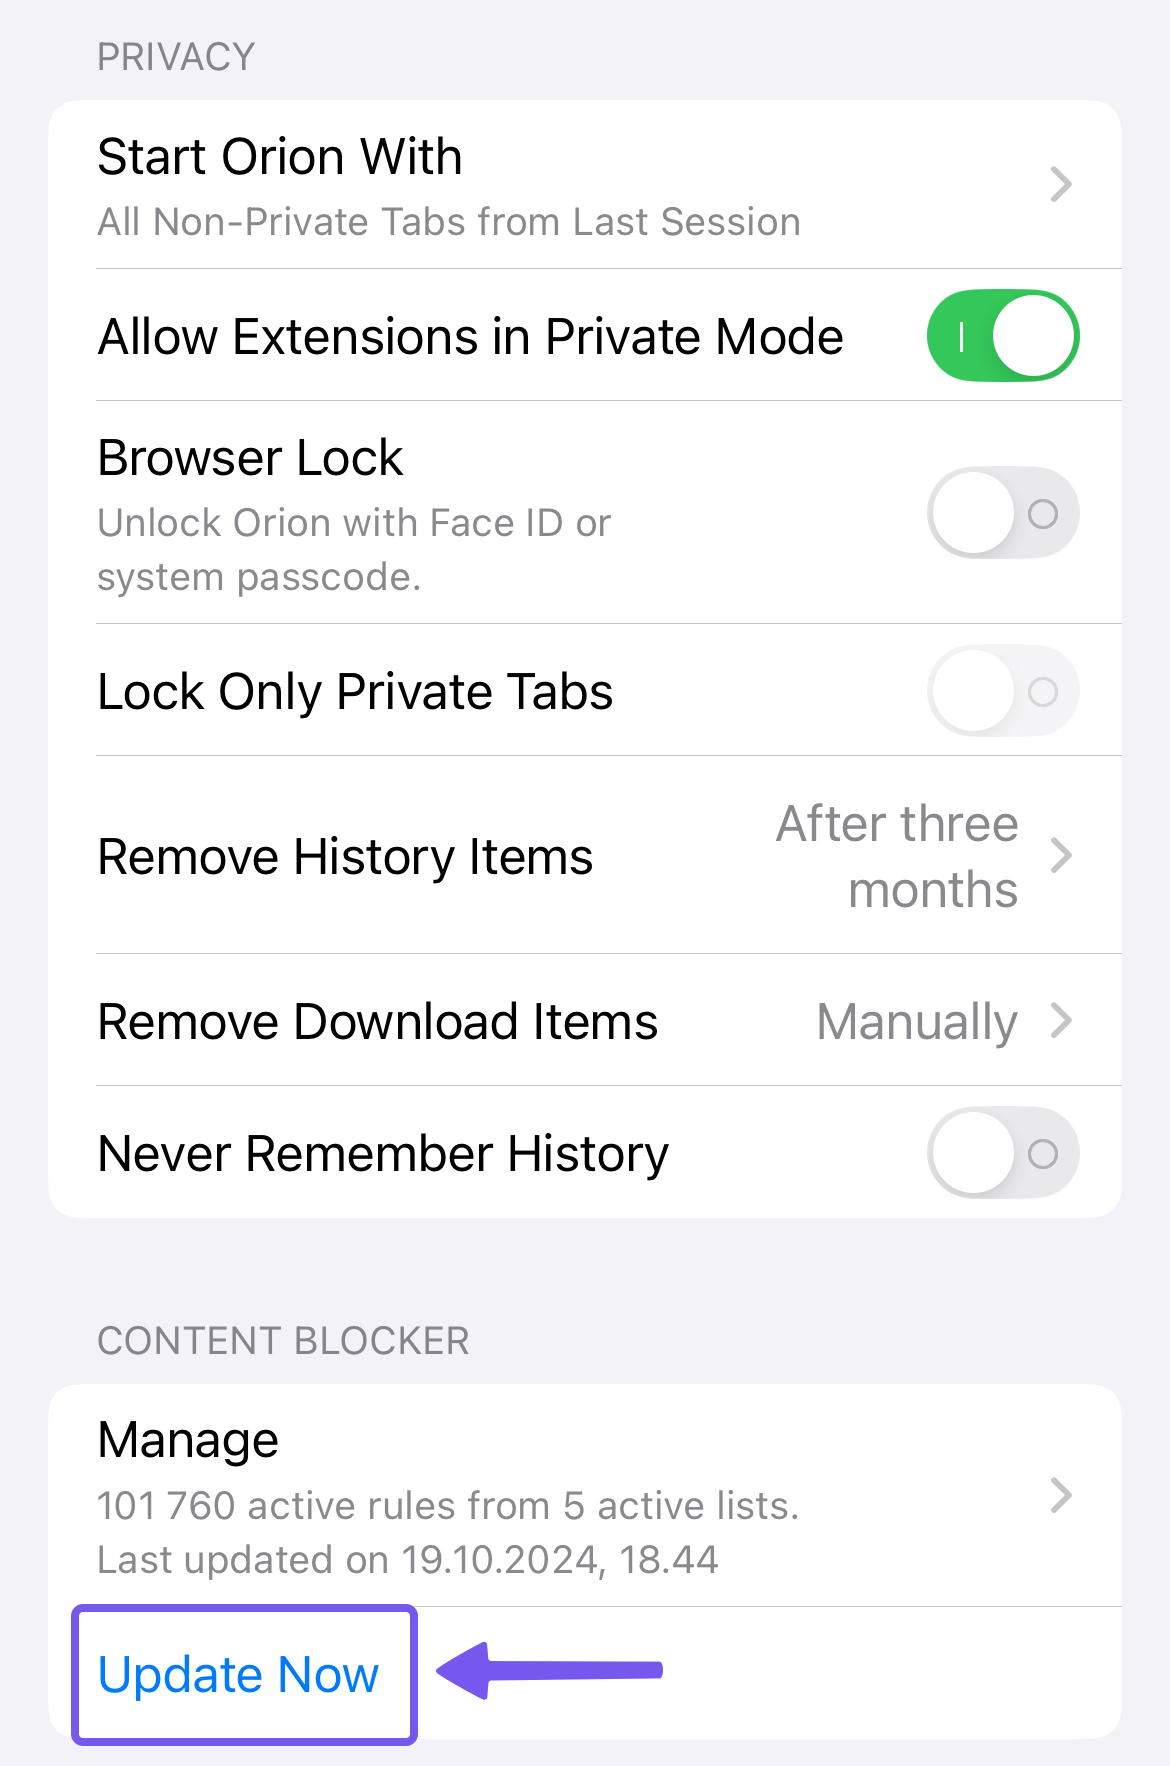 PRIVACY
Start Orion With
All Non-Private Tabs from Last Session
Allow Extensions in Private Mode
Browser Lock
Unlock Orion with Face ID or
system passcode.
Lock Only Private Tabs
Remove History Items
After three
months
Remove Download Items
Manually
Never Remember History
CONTENT BLOCKER
Manage
101 760 active rules from 5 active lists.
Last updated on 19.10.2024, 18.44
Update Now